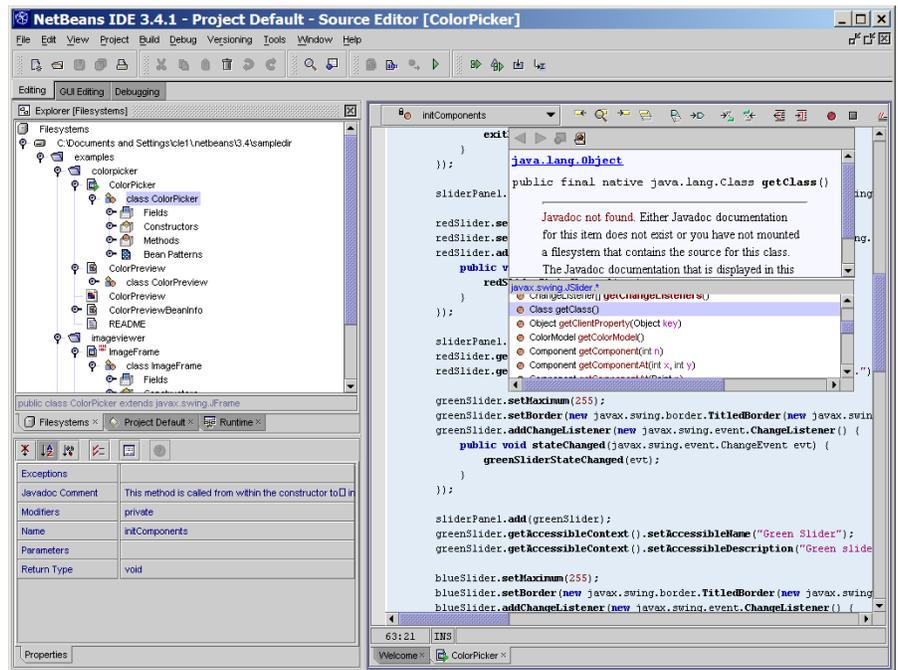 NetBeans IDE 3.4.1 - Project Default - Source Editor [ColorPicker]
File Edit View Project Build Debug Versioning Tools Window Help
Editing GUI Editing Debugging
Explorer [Filesystems]
Filesystems
C:\Documents and Settings\cle1\netbeans\3.4\sampledir
examples
colorpicker
ColorPicker
class ColorPicker
Fields
Constructors
Methods
Bean Patterns
ColorPreview
class ColorPreview
ColorPreview
ColorPreviewBeanInfo
README
imageviewer
ImageFrame
class ImageFrame
Fields
Constructors
public class ColorPicker extends javax.swing.JFrame
Filesystems × Project Default × Runtime ×
Exceptions
Javadoc Comment This method is called from within the constructor to in
Modifiers private
Name initComponents
Parameters
Return Type void
Properties
initComponents
exit
}
});
sliderPanel. ing
redSlider.se
redSlider.se ng.
redSlider.ad
public v
redS
}
});
sliderPanel.
redSlider.ge
redSlider.ge .")
java.lang.Object
public final native java.lang.Class getClass()
Javadoc not found. Either Javadoc documentation
for this item does not exist or you have not mounted
a filesystem that contains the source for this class.
The Javadoc documentation that is displayed in this
javax.swing.JSlider.*
ChangeListener[] getChangeListeners()
Class getClass()
Object getClientProperty(Object key)
ColorModel getColorModel()
Component getComponent(int n)
Component getComponentAt(int x, int y)
Component getComponentAt(Point p)
greenSlider.setMaximum(255);
greenSlider.setBorder(new javax.swing.border.TitledBorder(new javax.swin
greenSlider.addChangeListener(new javax.swing.event.ChangeListener() {
public void stateChanged(javax.swing.event.ChangeEvent evt) {
greenSliderStateChanged(evt);
}
});
sliderPanel.add(greenSlider);
greenSlider.getAccessibleContext().setAccessibleName("Green Slider");
greenSlider.getAccessibleContext().setAccessibleDescription("Green slide
blueSlider.setMaximum(255);
blueSlider.setBorder(new javax.swing.border.TitledBorder(new javax.swing
blueSlider.addChangeListener(new javax.swing.event.ChangeListener() {
63:21 INS
Welcome × ColorPicker ×